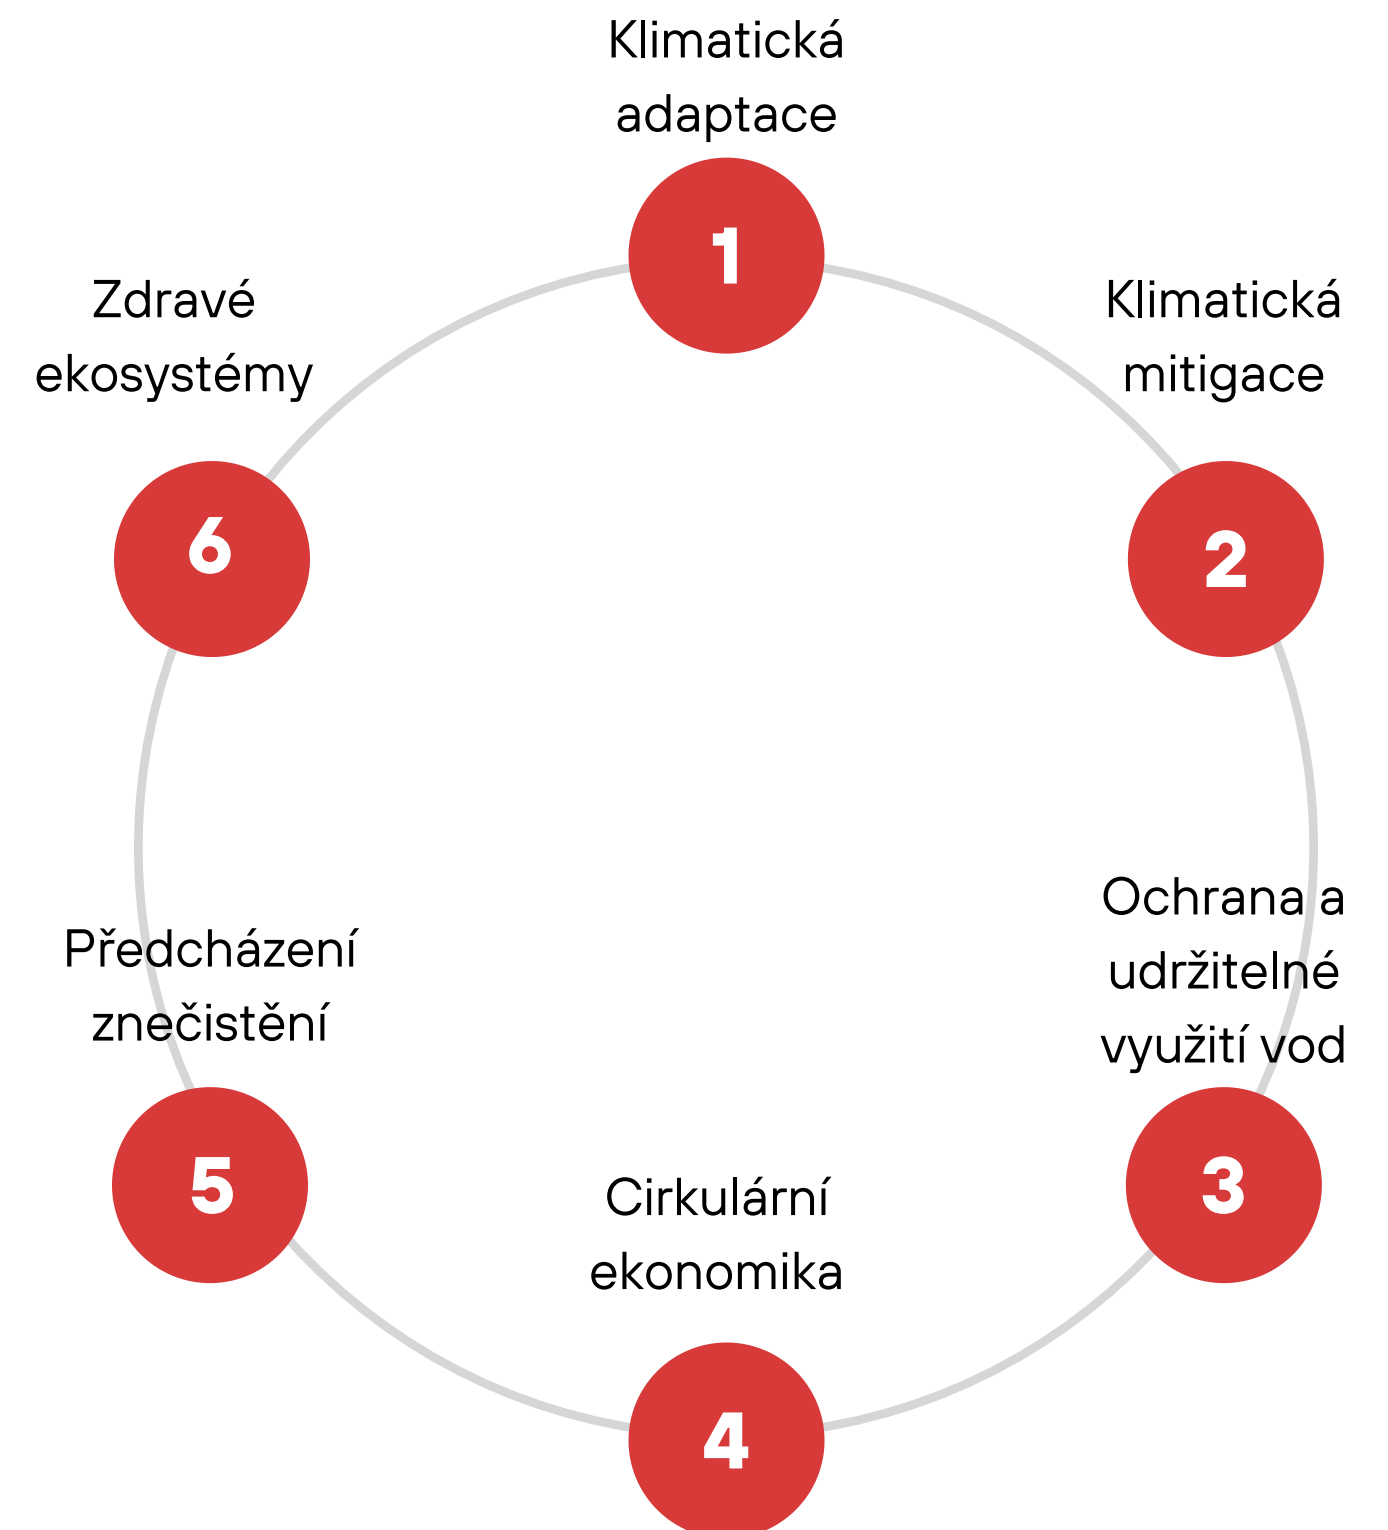 Klimatická
adaptace
1
Klimatická
mitigace
2
Ochrana a
udržitelné
využití vod
3
Cirkulární
ekonomika
4
Předcházení
znečistění
5
Zdravé
ekosystémy
6